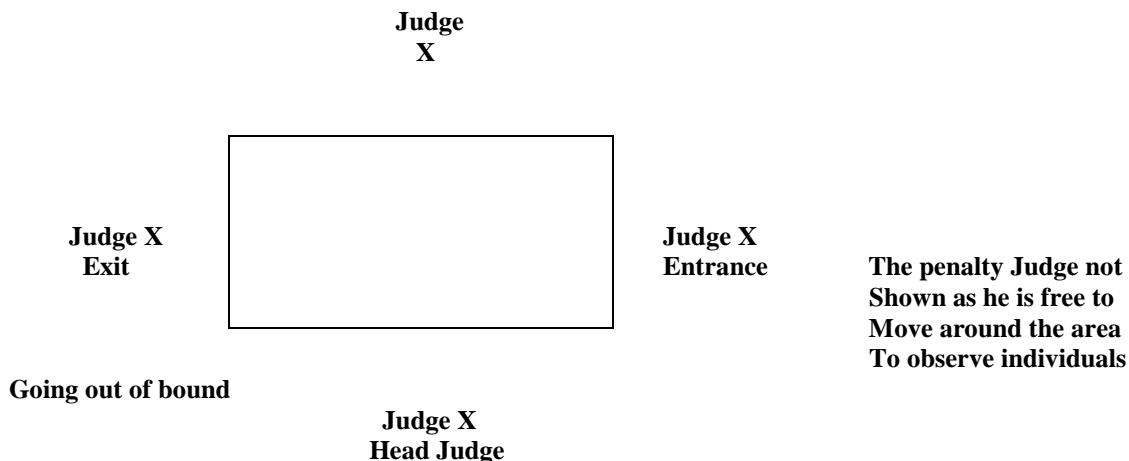 Judge
X
Judge X
Exit
Judge X
Entrance
The penalty Judge not
Shown as he is free to
Move around the area
To observe individuals
Going out of bound
Judge X
Head Judge